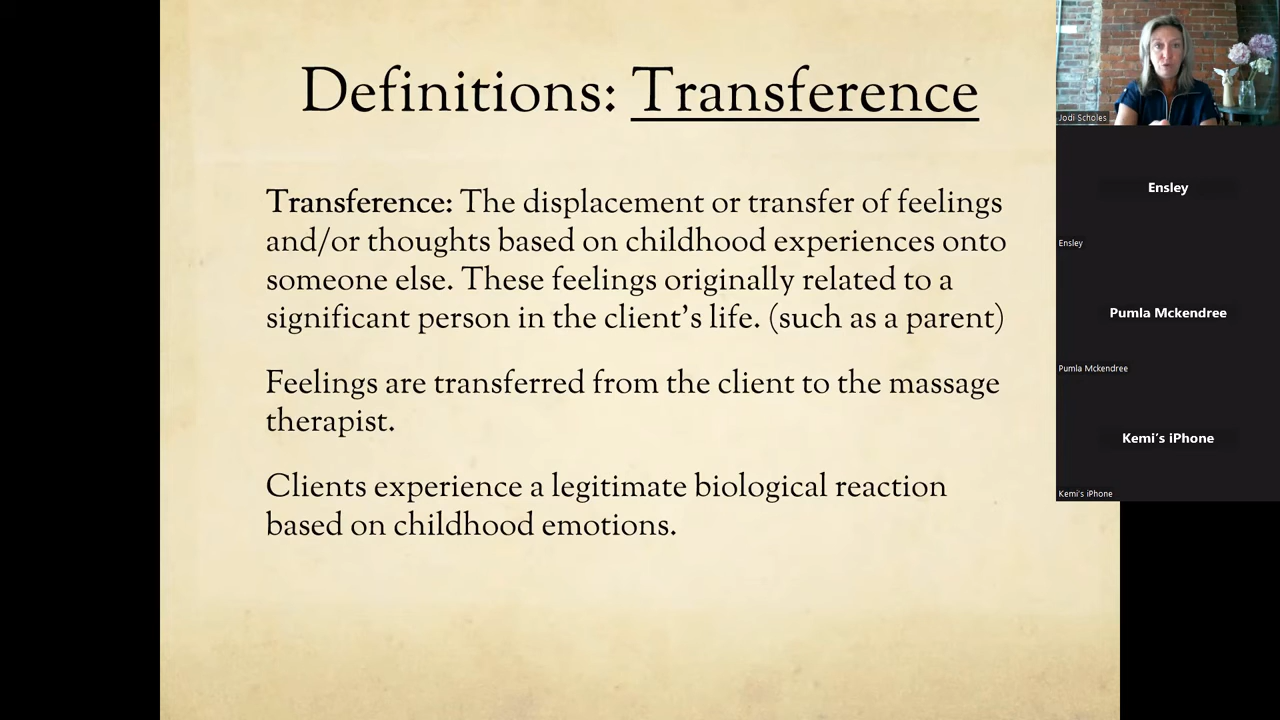 Definitions: Transference
Transference: The displacement or transfer of feelings
and/or thoughts based on childhood experiences onto
someone else. These feelings originally related to a
significant person in the client’s life. (such as a parent)
Feelings are transferred from the client to the massage
therapist.
Clients experience a legitimate biological reaction
based on childhood emotions.
Jodi Scholes
Ensley
Ensley
Pumla Mckendree
Pumla Mckendree
Kemi’s iPhone
Kemi's iPhone